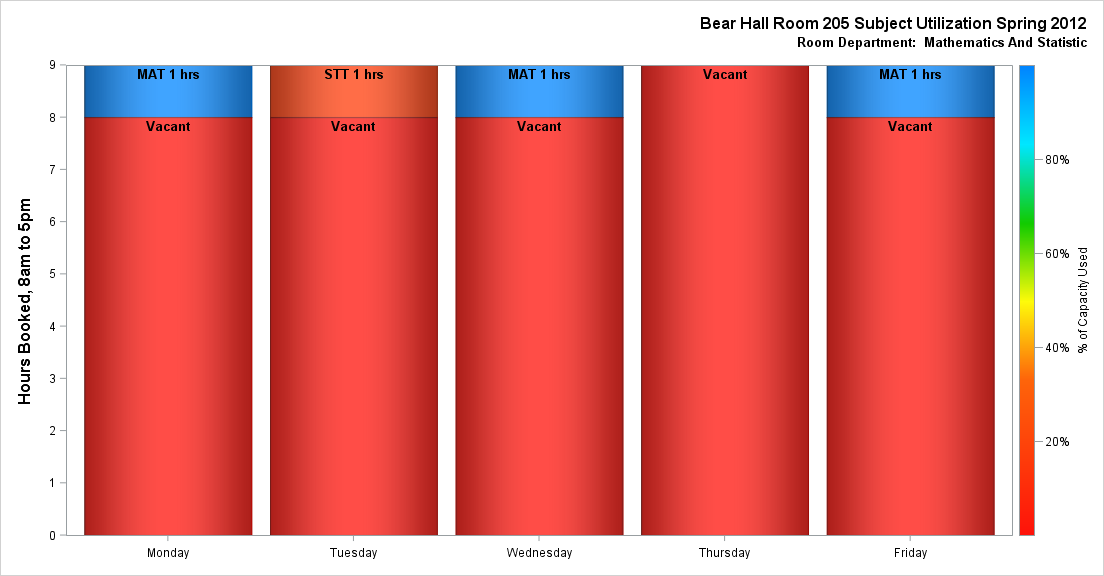 Bear Hall Room 205 Subject Utilization Spring 2012
Room Department:  Mathematics And Statistic
Hours Booked, 8am to 5pm
9
8
7
6
5
4
3
2
1
0
MAT 1 hrs
Vacant
STT 1 hrs
Vacant
MAT 1 hrs
Vacant
Vacant
MAT 1 hrs
Vacant
Monday
Tuesday
Wednesday
Thursday
Friday
80%
60%
40%
20%
% of Capacity Used